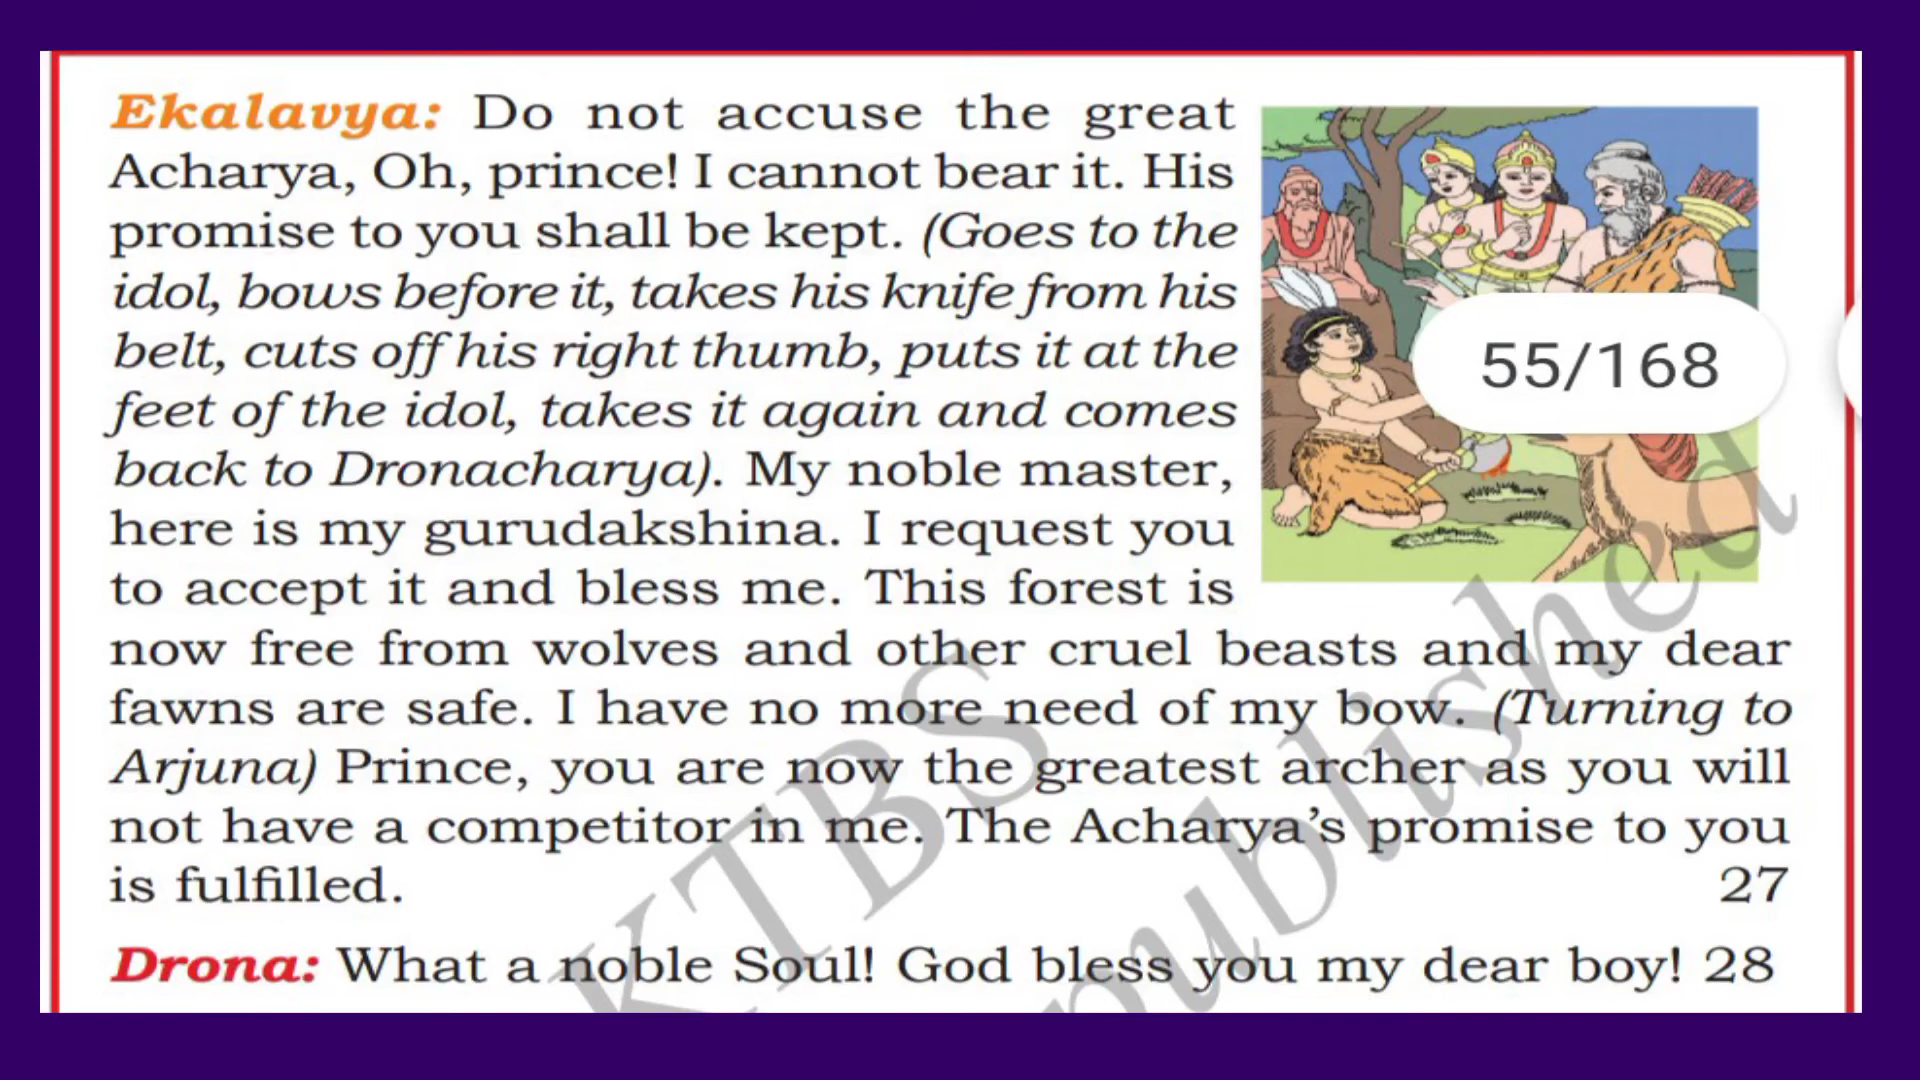 Ekalavya: Do not accuse the great
Acharya, Oh, prince! I cannot bear it. His
promise to you shall be kept. (Goes to the
idol, bows before it, takes his knife from his
belt, cuts off his right thumb, puts it at the
feet of the idol, takes it again and comes
back to Dronacharya). My noble master,
here is my gurudakshina. I request you
to accept it and bless me. This forest is
now free from wolves and other cruel beasts and my dear
fawns are safe. I have no more need of my bow. (Turning to
Arjuna) Prince, you are now the greatest archer as you will
not have a competitor in me. The Acharya’s promise to you
is fulfilled. 27
Drona: What a noble Soul! God bless you my dear boy! 28
55/168
KTBS
published